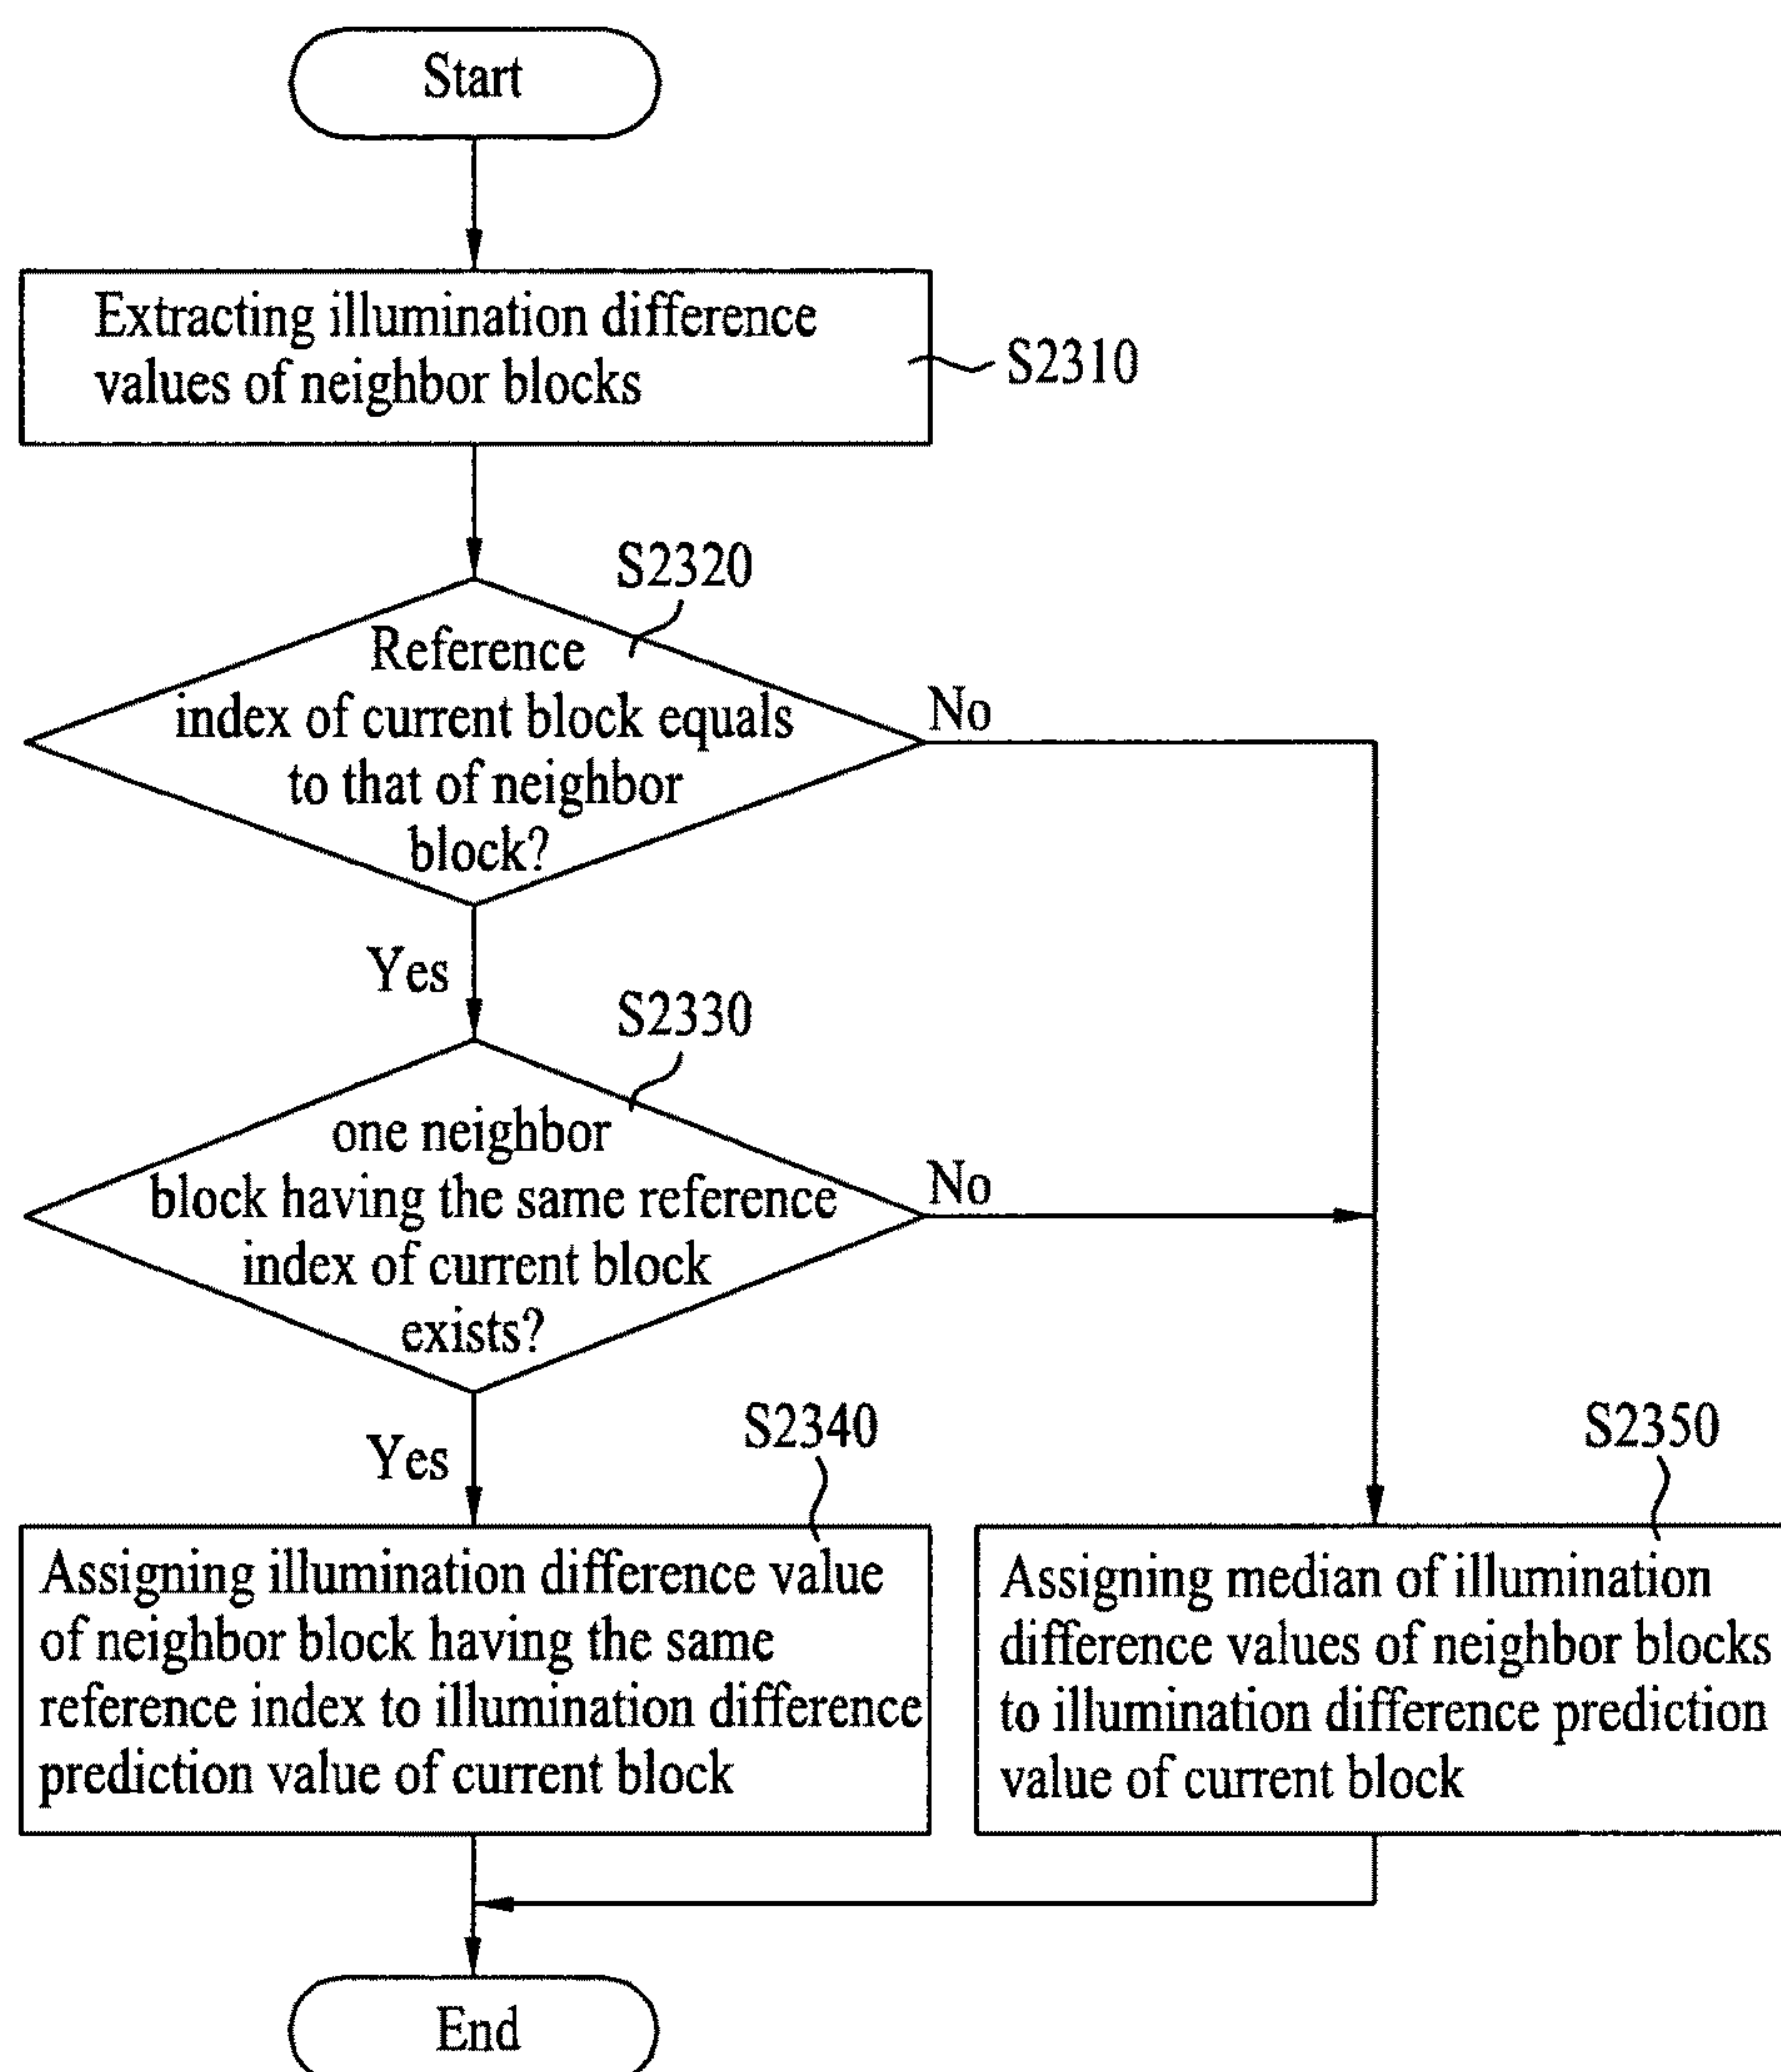 Start
Extracting illumination difference
values of neighbor blocks
S2310
S2320
Reference
index of current block equals
to that of neighbor
block?
No
Yes
S2330
one neighbor
block having the same reference
index of current block
exists?
No
Yes
S2340
Assigning illumination difference value
of neighbor block having the same
reference index to illumination difference
prediction value of current block
S2350
Assigning median of illumination
difference values of neighbor blocks
to illumination difference prediction
value of current block
End